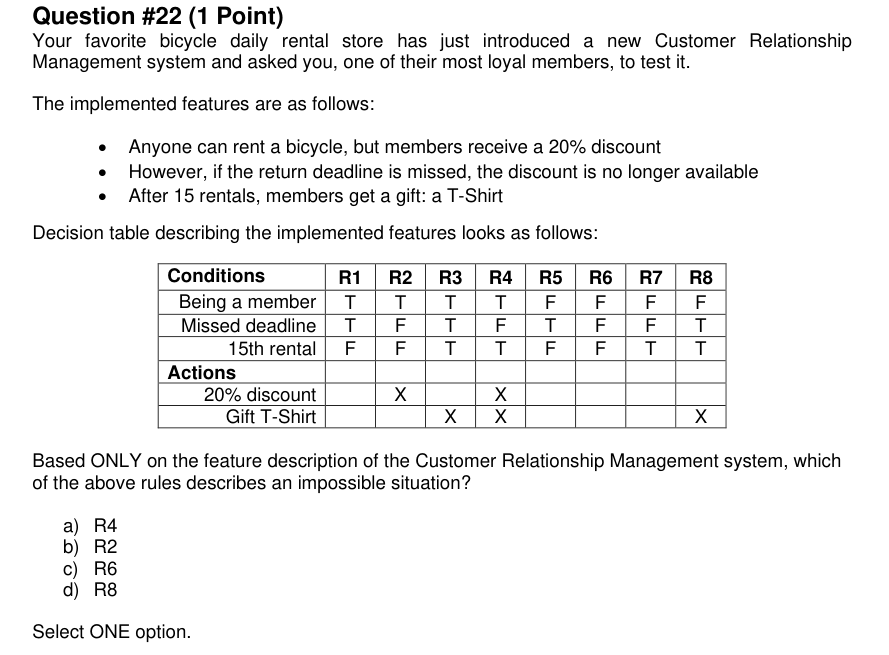 Question #22 (1 Point)
Your favorite bicycle daily rental store has just introduced a new Customer Relationship
Management system and asked you, one of their most loyal members, to test it.
The implemented features are as follows:
• Anyone can rent a bicycle, but members receive a 20% discount
• However, if the return deadline is missed, the discount is no longer available
• After 15 rentals, members get a gift: a T-Shirt
Decision table describing the implemented features looks as follows:
Conditions R1 R2 R3 R4 R5 R6 R7 R8
Being a member T T T T F F F F
Missed deadline T F T F T F F T
15th rental F F T T F F T T
Actions
20% discount X X
Gift T-Shirt X X X
Based ONLY on the feature description of the Customer Relationship Management system, which
of the above rules describes an impossible situation?
a) R4
b) R2
c) R6
d) R8
Select ONE option.